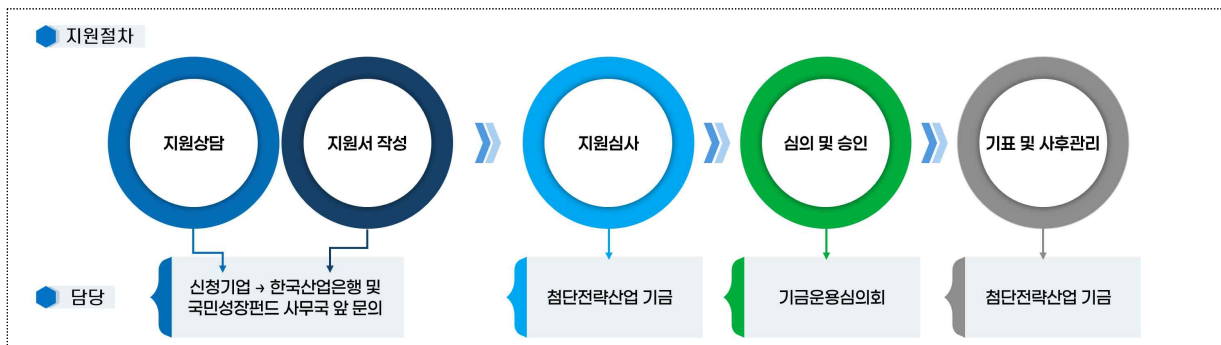 지원절차
지원상담
지원서 작성
지원심사
심의 및 승인
기표 및 사후관리
담당
신청기업 → 한국산업은행 및
국민성장펀드 사무국 앞 문의
첨단전략산업 기금
기금운용심의회
첨단전략산업 기금